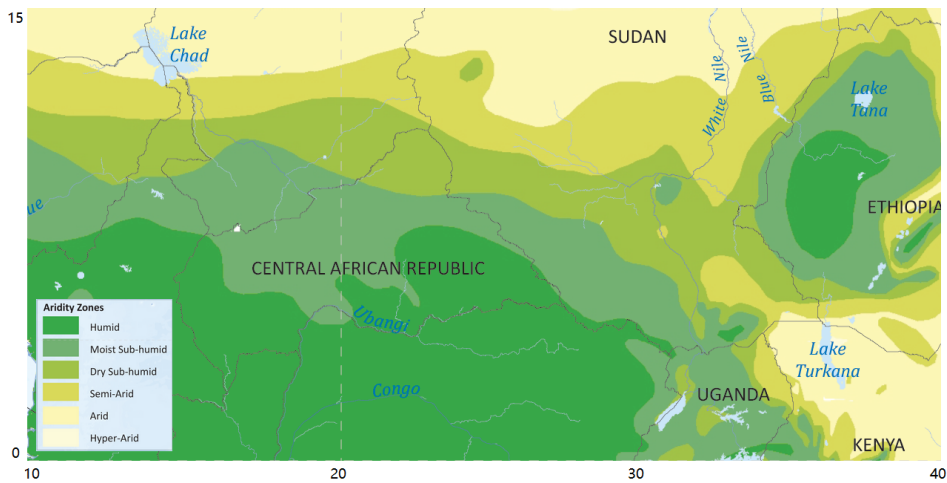 15
Lake
Chad
SUDAN
White Nile
Blue Nile
Lake
Tana
ue
ETHIOPIA
CENTRAL AFRICAN REPUBLIC
Ubangi
Aridity Zones
Humid
Moist Sub-humid
Dry Sub-humid
Semi-Arid
Arid
Hyper-Arid
Lake
Turkana
Congo
UGANDA
KENYA
0
10
20
30
40